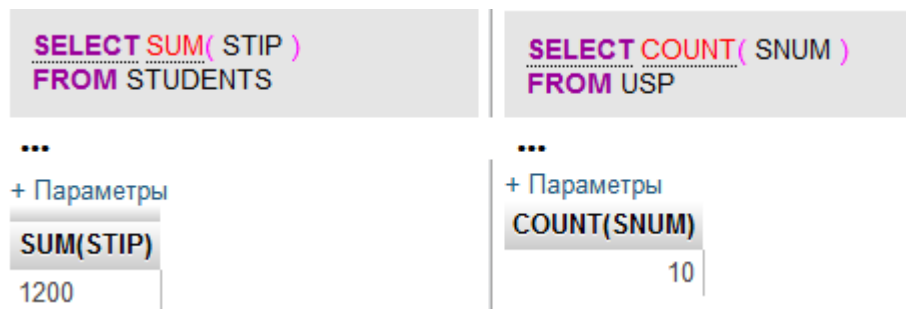 SELECT SUM( STIP )
FROM STUDENTS
...
+ Параметры
SUM(STIP)
1200
SELECT COUNT( SNUM )
FROM USP
...
+ Параметры
COUNT(SNUM)
10